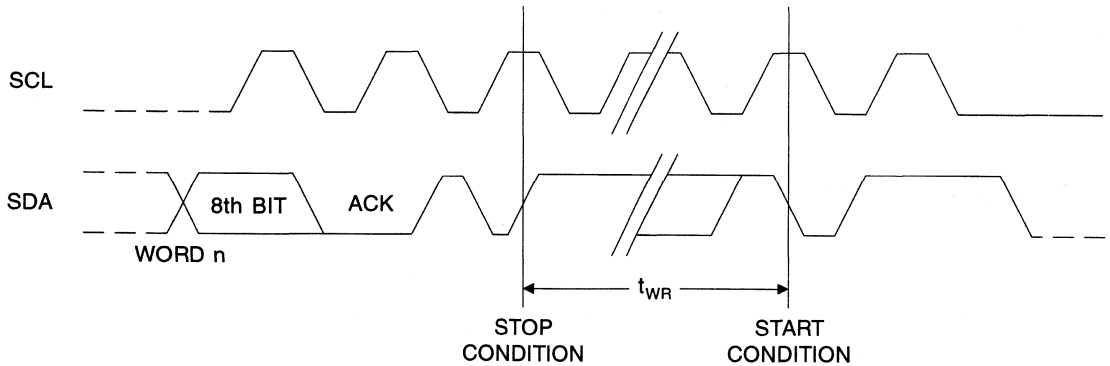 SCL
SDA
8th BIT
ACK
WORD n
tWR
STOP
CONDITION
START
CONDITION